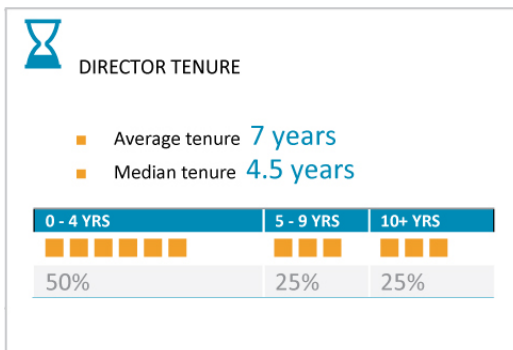 DIRECTOR TENURE
Average tenure 7 years
Median tenure 4.5 years
0 - 4 YRS 5 - 9 YRS 10+ YRS
50% 25% 25%